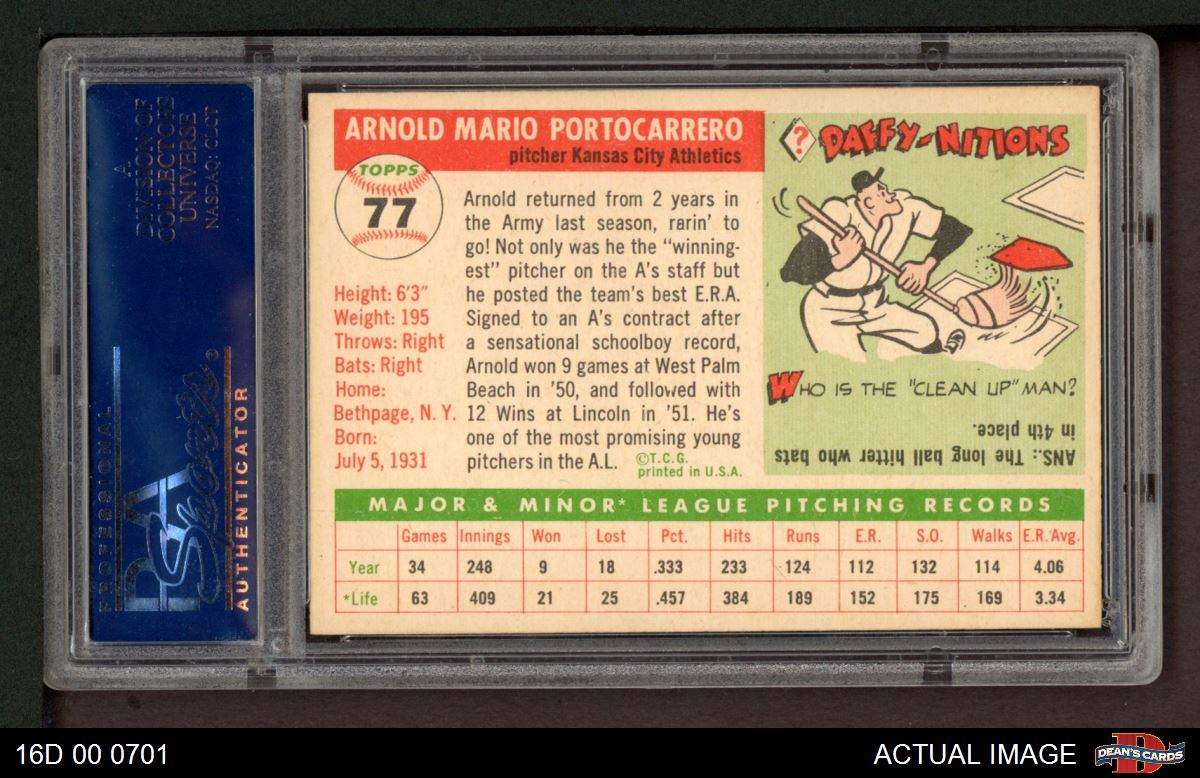 A
DIVISION OF
COLLECTORS
UNIVERSE
NASDAQ: CLCT
PROFESSIONAL
PSA
Sports®
AUTHENTICATOR
ARNOLD MARIO PORTOCARRERO
pitcher Kansas City Athletics
TOPPS
77
Height: 6'3"
Weight: 195
Throws: Right
Bats: Right
Home:
Bethpage, N. Y.
Born:
July 5, 1931
Arnold returned from 2 years in
the Army last season, rarin' to
go! Not only was he the "winning-
est" pitcher on the A's staff but
he posted the team's best E.R.A.
Signed to an A's contract after
a sensational schoolboy record,
Arnold won 9 games at West Palm
Beach in '50, and followed with
12 Wins at Lincoln in '51. He's
one of the most promising young
pitchers in the A.L.
©T.C.G.
printed in U.S.A.
? DAFFY-NITIONS
WHO IS THE "CLEAN UP" MAN?
ANS.: The long ball hitter who bats
in 4th place.
MAJOR & MINOR* LEAGUE PITCHING RECORDS
Games Innings Won Lost Pct. Hits Runs E.R. S.O. Walks E.R.Avg.
Year 34 248 9 18 .333 233 124 112 132 114 4.06
*Life 63 409 21 25 .457 384 189 152 175 169 3.34
16D 00 0701
ACTUAL IMAGE
D
DEAN'S CARDS